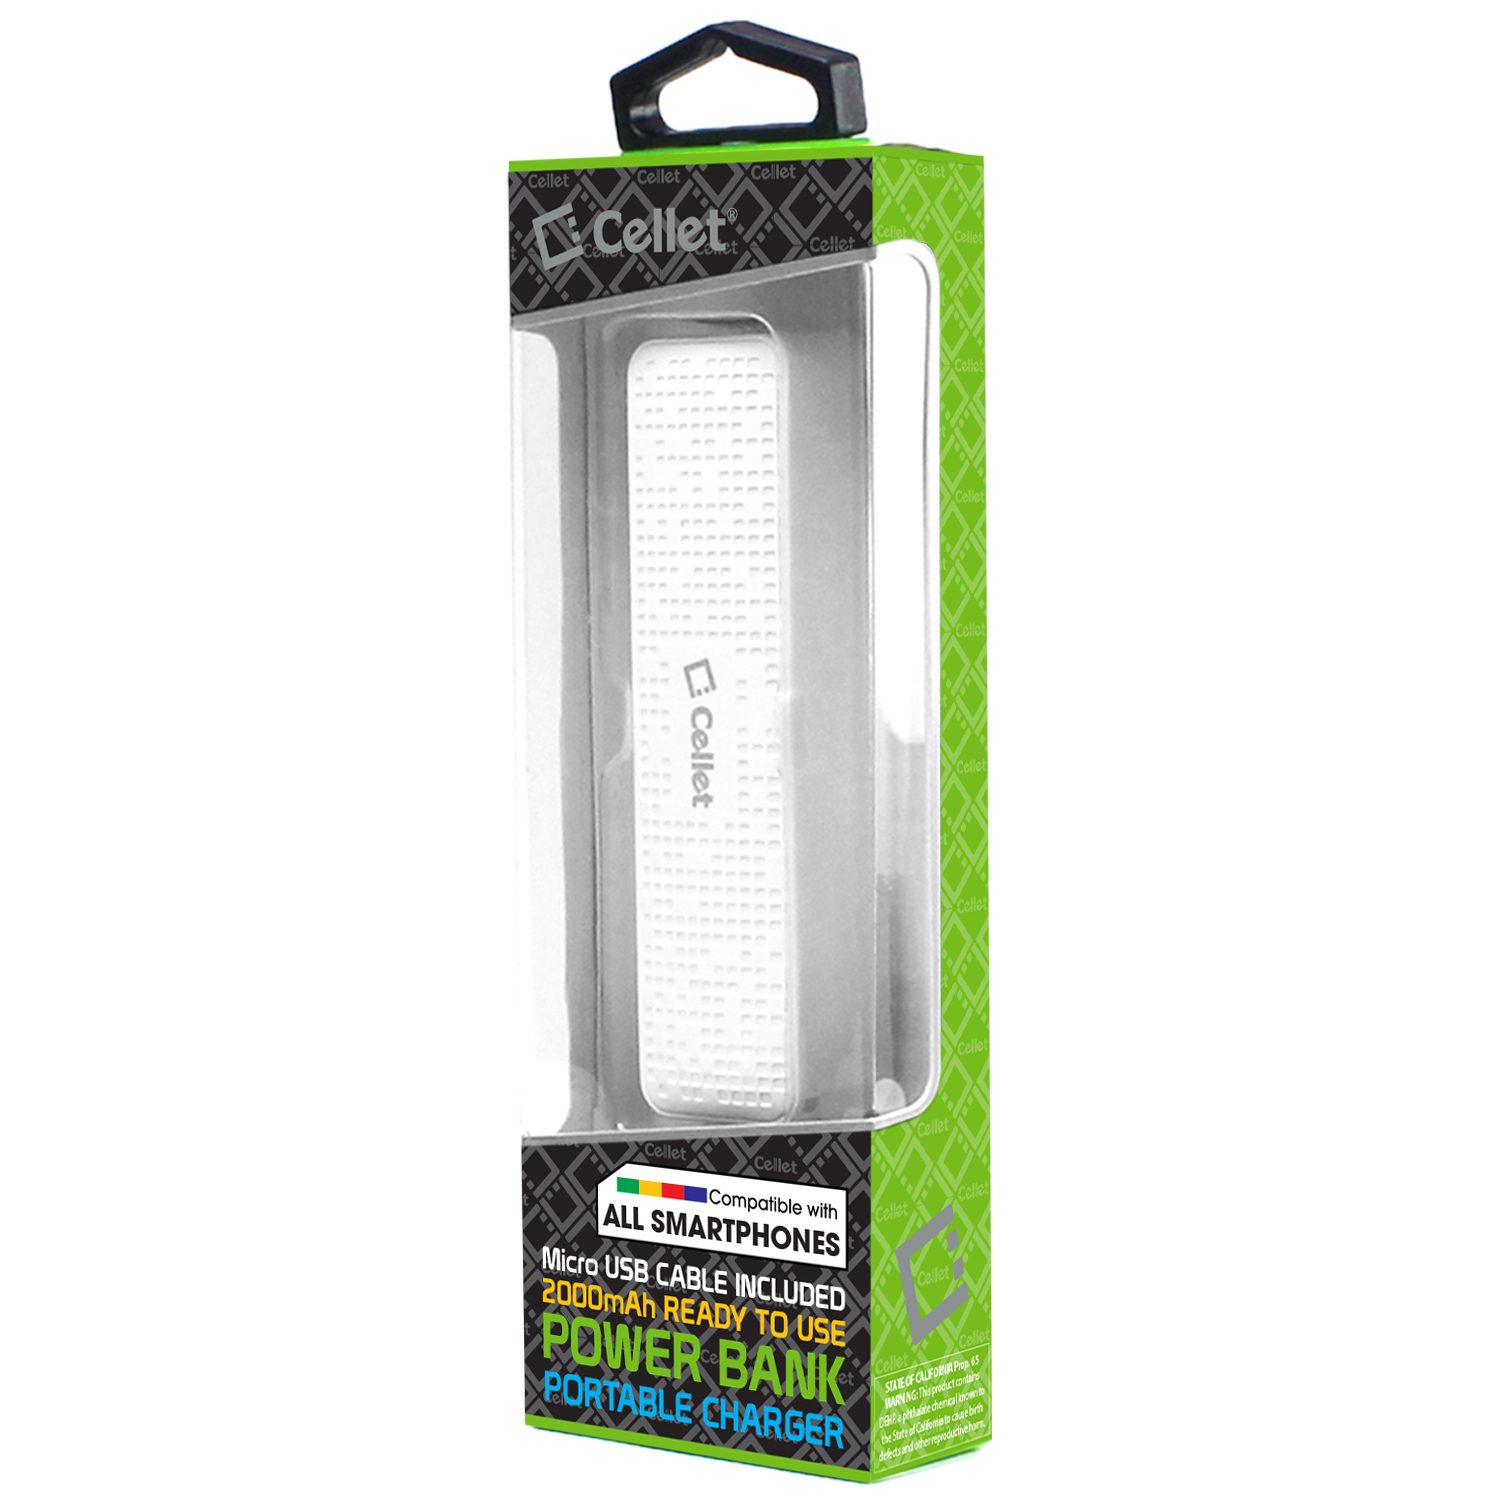 Cellet®
Cellet
Compatible with
ALL SMARTPHONES
Micro USB CABLE INCLUDED
2000mAh READY TO USE
POWER BANK
PORTABLE CHARGER
STATE OF CALIFORNIA Prop. 65
WARNING: This product contains
DEHP, a phthalate chemical known to
the State of California to cause birth
defects and other reproductive harm.